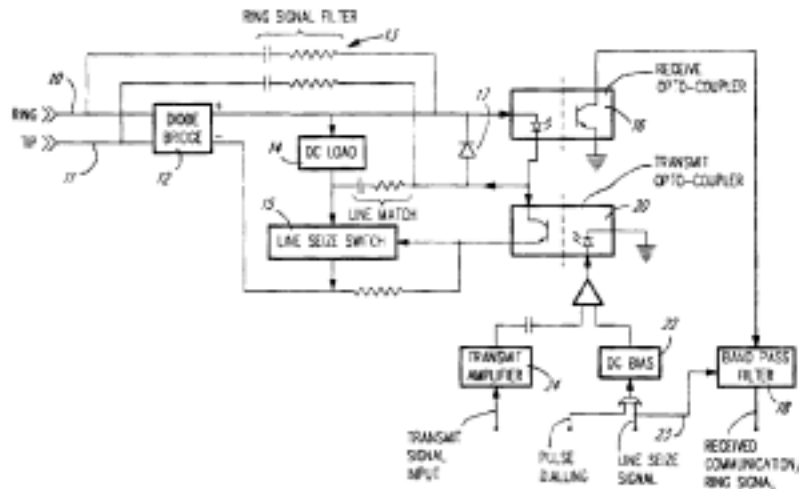 RING SIGNAL FILTER
13
10
RING
DIODE
BRIDGE
+
-
TIP
11
12
14
DC LOAD
17
RECEIVE
OPTO-COUPLER
16
TRANSMIT
OPTO-COUPLER
LINE MATCH
15
LINE SEIZE SWITCH
20
22
TRANSMIT
AMPLIFIER
24
DC BIAS
BAND PASS
FILTER
18
23
TRANSMIT
SIGNAL
INPUT
PULSE
DIALLING
LINE SEIZE
SIGNAL
RECEIVED
COMMUNICATION/
RING SIGNAL